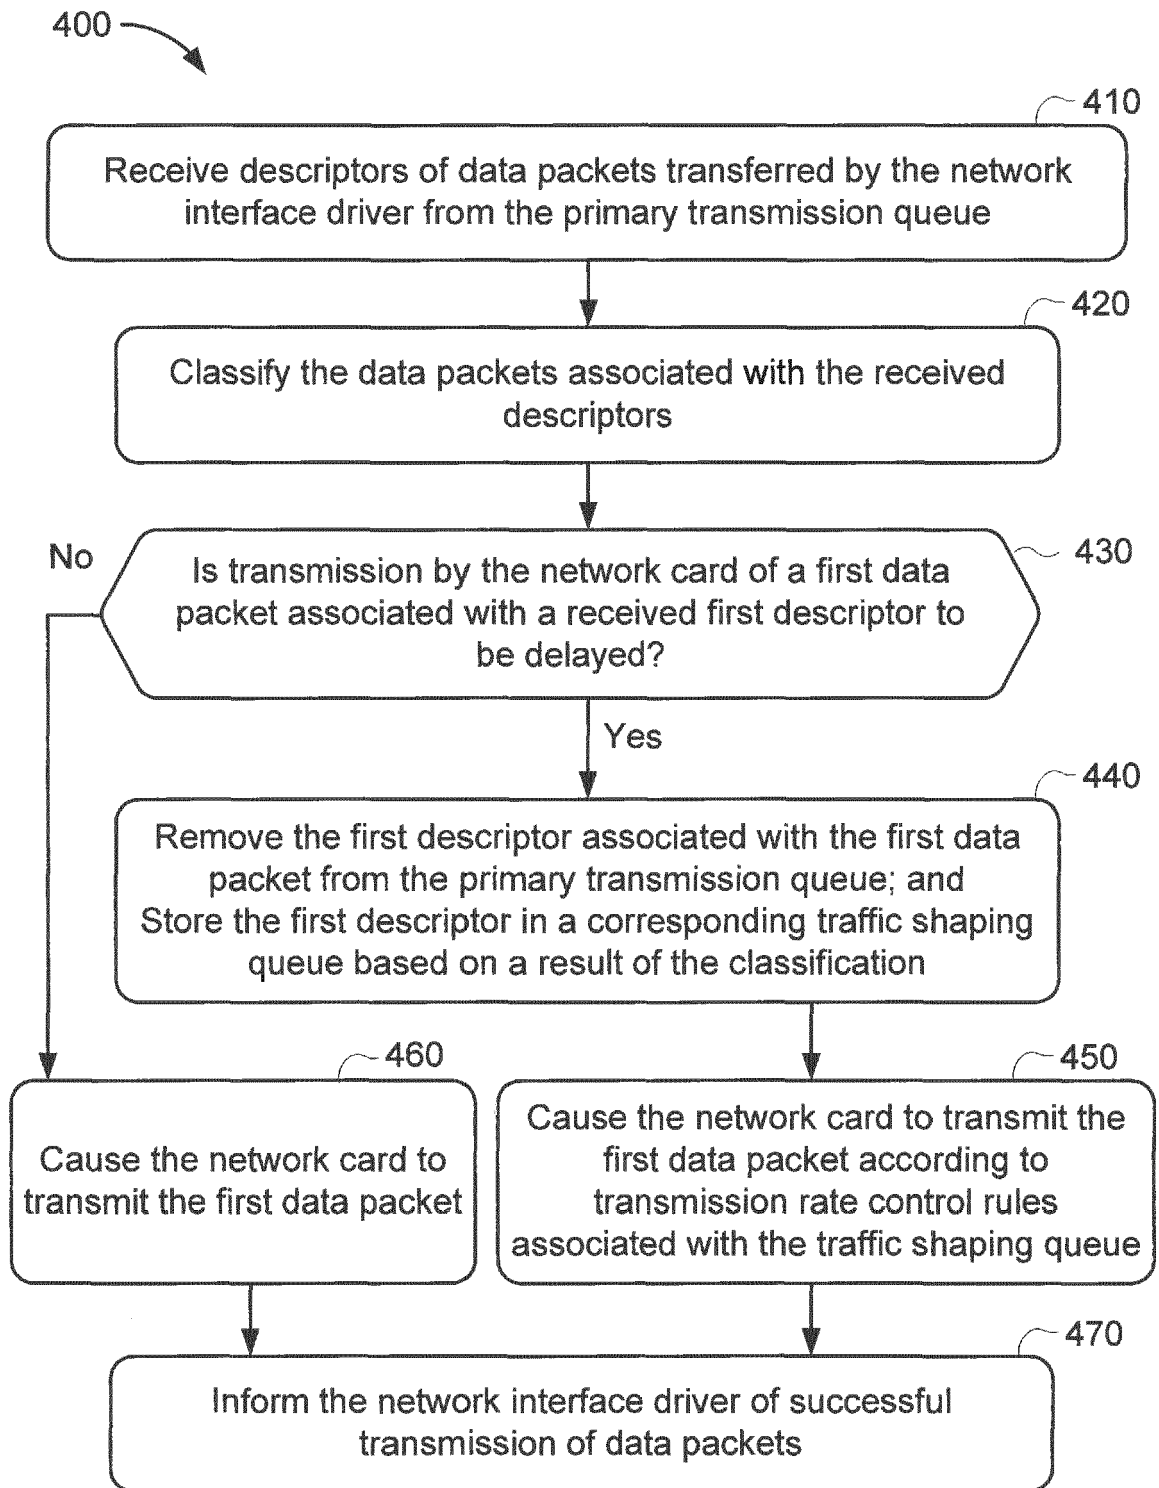 400
410
Receive descriptors of data packets transferred by the network
interface driver from the primary transmission queue
420
Classify the data packets associated with the received
descriptors
No
430
Is transmission by the network card of a first data
packet associated with a received first descriptor to
be delayed?
Yes
440
Remove the first descriptor associated with the first data
packet from the primary transmission queue; and
Store the first descriptor in a corresponding traffic shaping
queue based on a result of the classification
460
Cause the network card to
transmit the first data packet
450
Cause the network card to transmit the
first data packet according to
transmission rate control rules
associated with the traffic shaping queue
470
Inform the network interface driver of successful
transmission of data packets